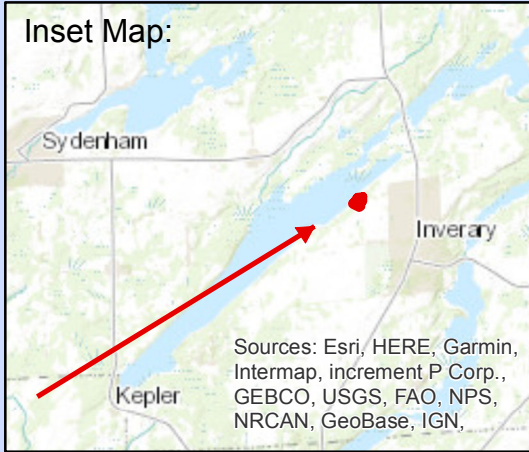 Inset Map:
Sydenham
Inverary
Kepler
Sources: Esri, HERE, Garmin,
Intermap, increment P Corp.,
GEBCO, USGS, FAO, NPS,
NRCAN, GeoBase, IGN,